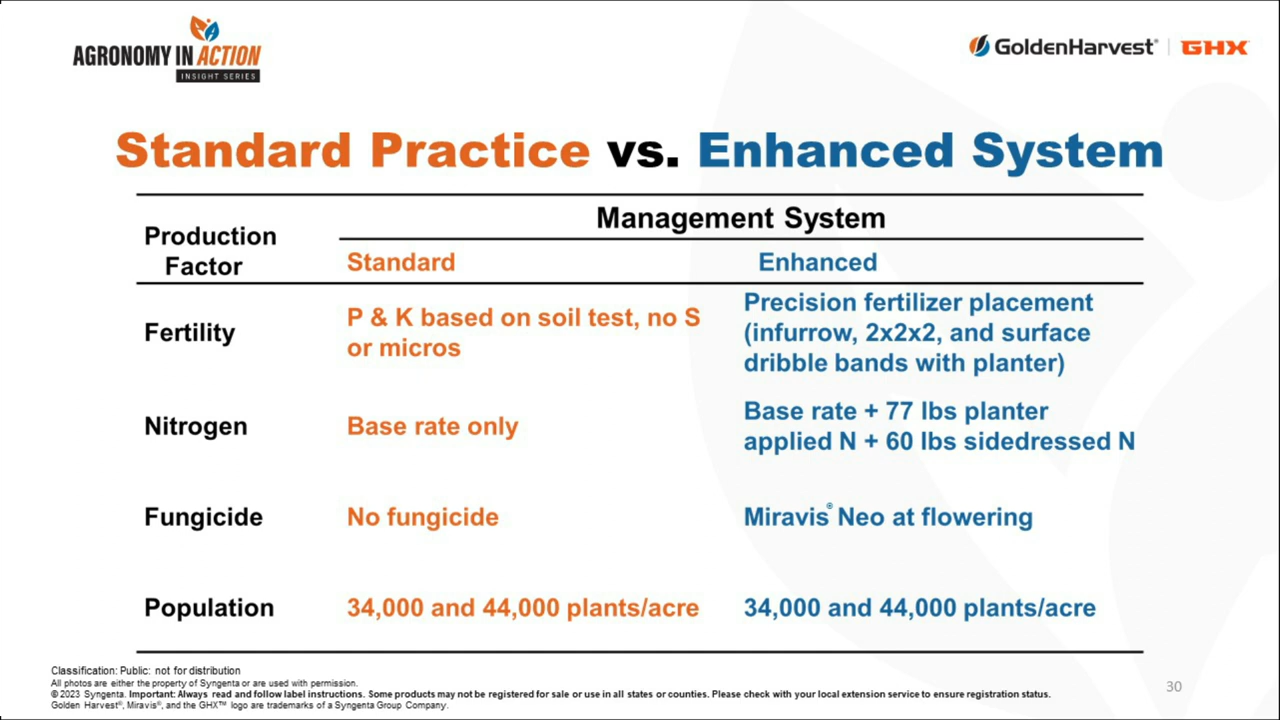 AGRONOMY IN ACTION
INSIGHT SERIES
GoldenHarvest® | GHX™
Standard Practice vs. Enhanced System
Management System
Production
Factor
Standard
Enhanced
Fertility
P & K based on soil test, no S
or micros
Precision fertilizer placement
(infurrow, 2x2x2, and surface
dribble bands with planter)
Nitrogen
Base rate only
Base rate + 77 lbs planter
applied N + 60 lbs sidedressed N
Fungicide
No fungicide
Miravis® Neo at flowering
Population
34,000 and 44,000 plants/acre
34,000 and 44,000 plants/acre
Classification: Public: not for distribution
All photos are either the property of Syngenta or are used with permission.
© 2023 Syngenta. Important: Always read and follow label instructions. Some products may not be registered for sale or use in all states or counties. Please check with your local extension service to ensure registration status.
Golden Harvest®, Miravis®, and the GHX™ logo are trademarks of a Syngenta Group Company.
30